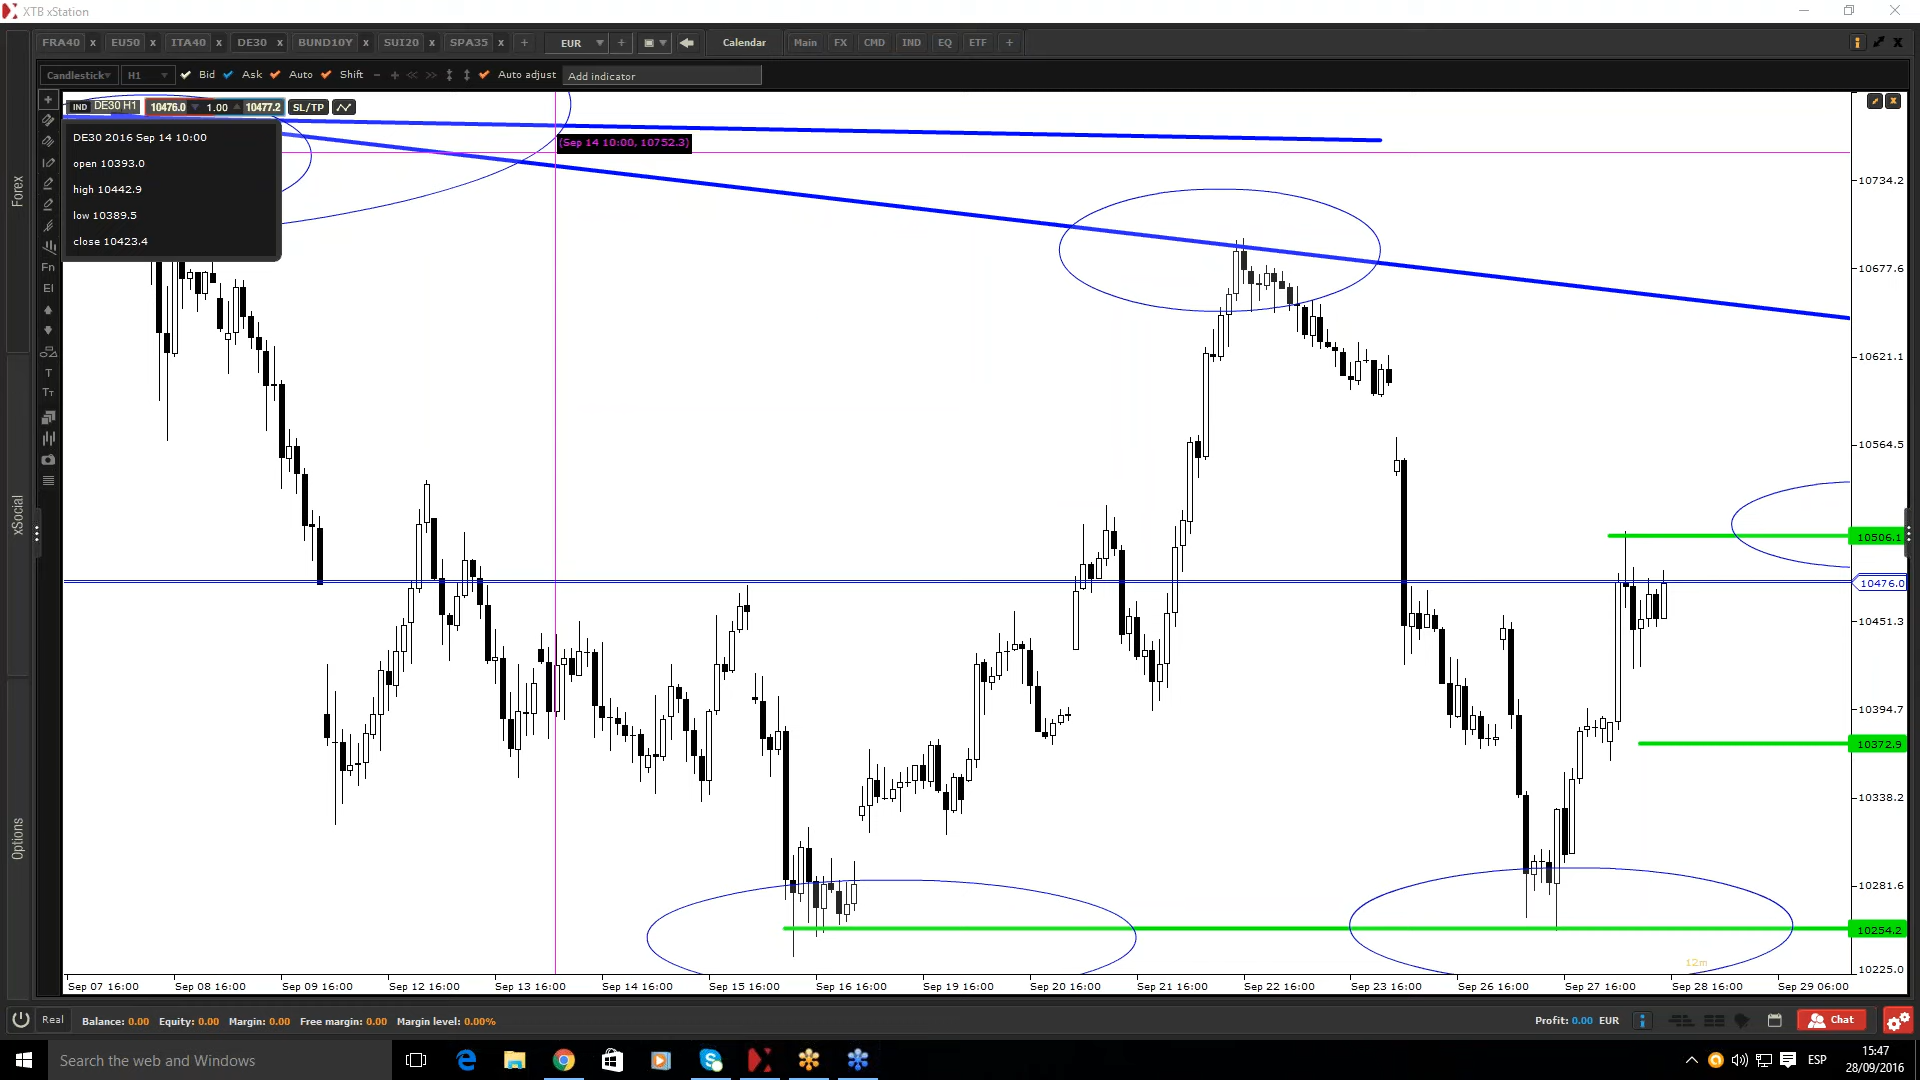 XTB xStation
FRA40 x EU50 x ITA40 x DE30 x BUND10Y x SUI20 x SPA35 x + EUR + Calendar Main FX CMD IND EQ ETF +
Candlestick H1 Bid Ask Auto Shift Auto adjust Add indicator
IND DE30 H1 10476.0 1.00 10477.2 SL/TP
DE30 2016 Sep 14 10:00
open 10393.0
high 10442.9
low 10389.5
close 10423.4
(Sep 14 10:00, 10752.3)
Forex
xSocial
Options
Fn
EI
T
TT
10734.2
10677.6
10621.1
10564.5
10506.1
10476.0
10451.3
10394.7
10372.9
10338.2
10281.6
10254.2
10225.0
12m
Sep 07 16:00 Sep 08 16:00 Sep 09 16:00 Sep 12 16:00 Sep 13 16:00 Sep 14 16:00 Sep 15 16:00 Sep 16 16:00 Sep 19 16:00 Sep 20 16:00 Sep 21 16:00 Sep 22 16:00 Sep 23 16:00 Sep 26 16:00 Sep 27 16:00 Sep 28 16:00 Sep 29 06:00
Real Balance: 0.00 Equity: 0.00 Margin: 0.00 Free margin: 0.00 Margin level: 0.00% Profit: 0.00 EUR Chat
Search the web and Windows
ESP
15:47
28/09/2016